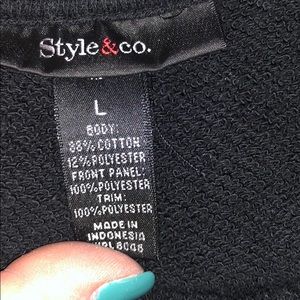 Style&co.
L
BODY:
88% COTTON
12% POLYESTER
FRONT PANEL:
100% POLYESTER
TRIM:
100% POLYESTER
MADE IN
INDONESIA